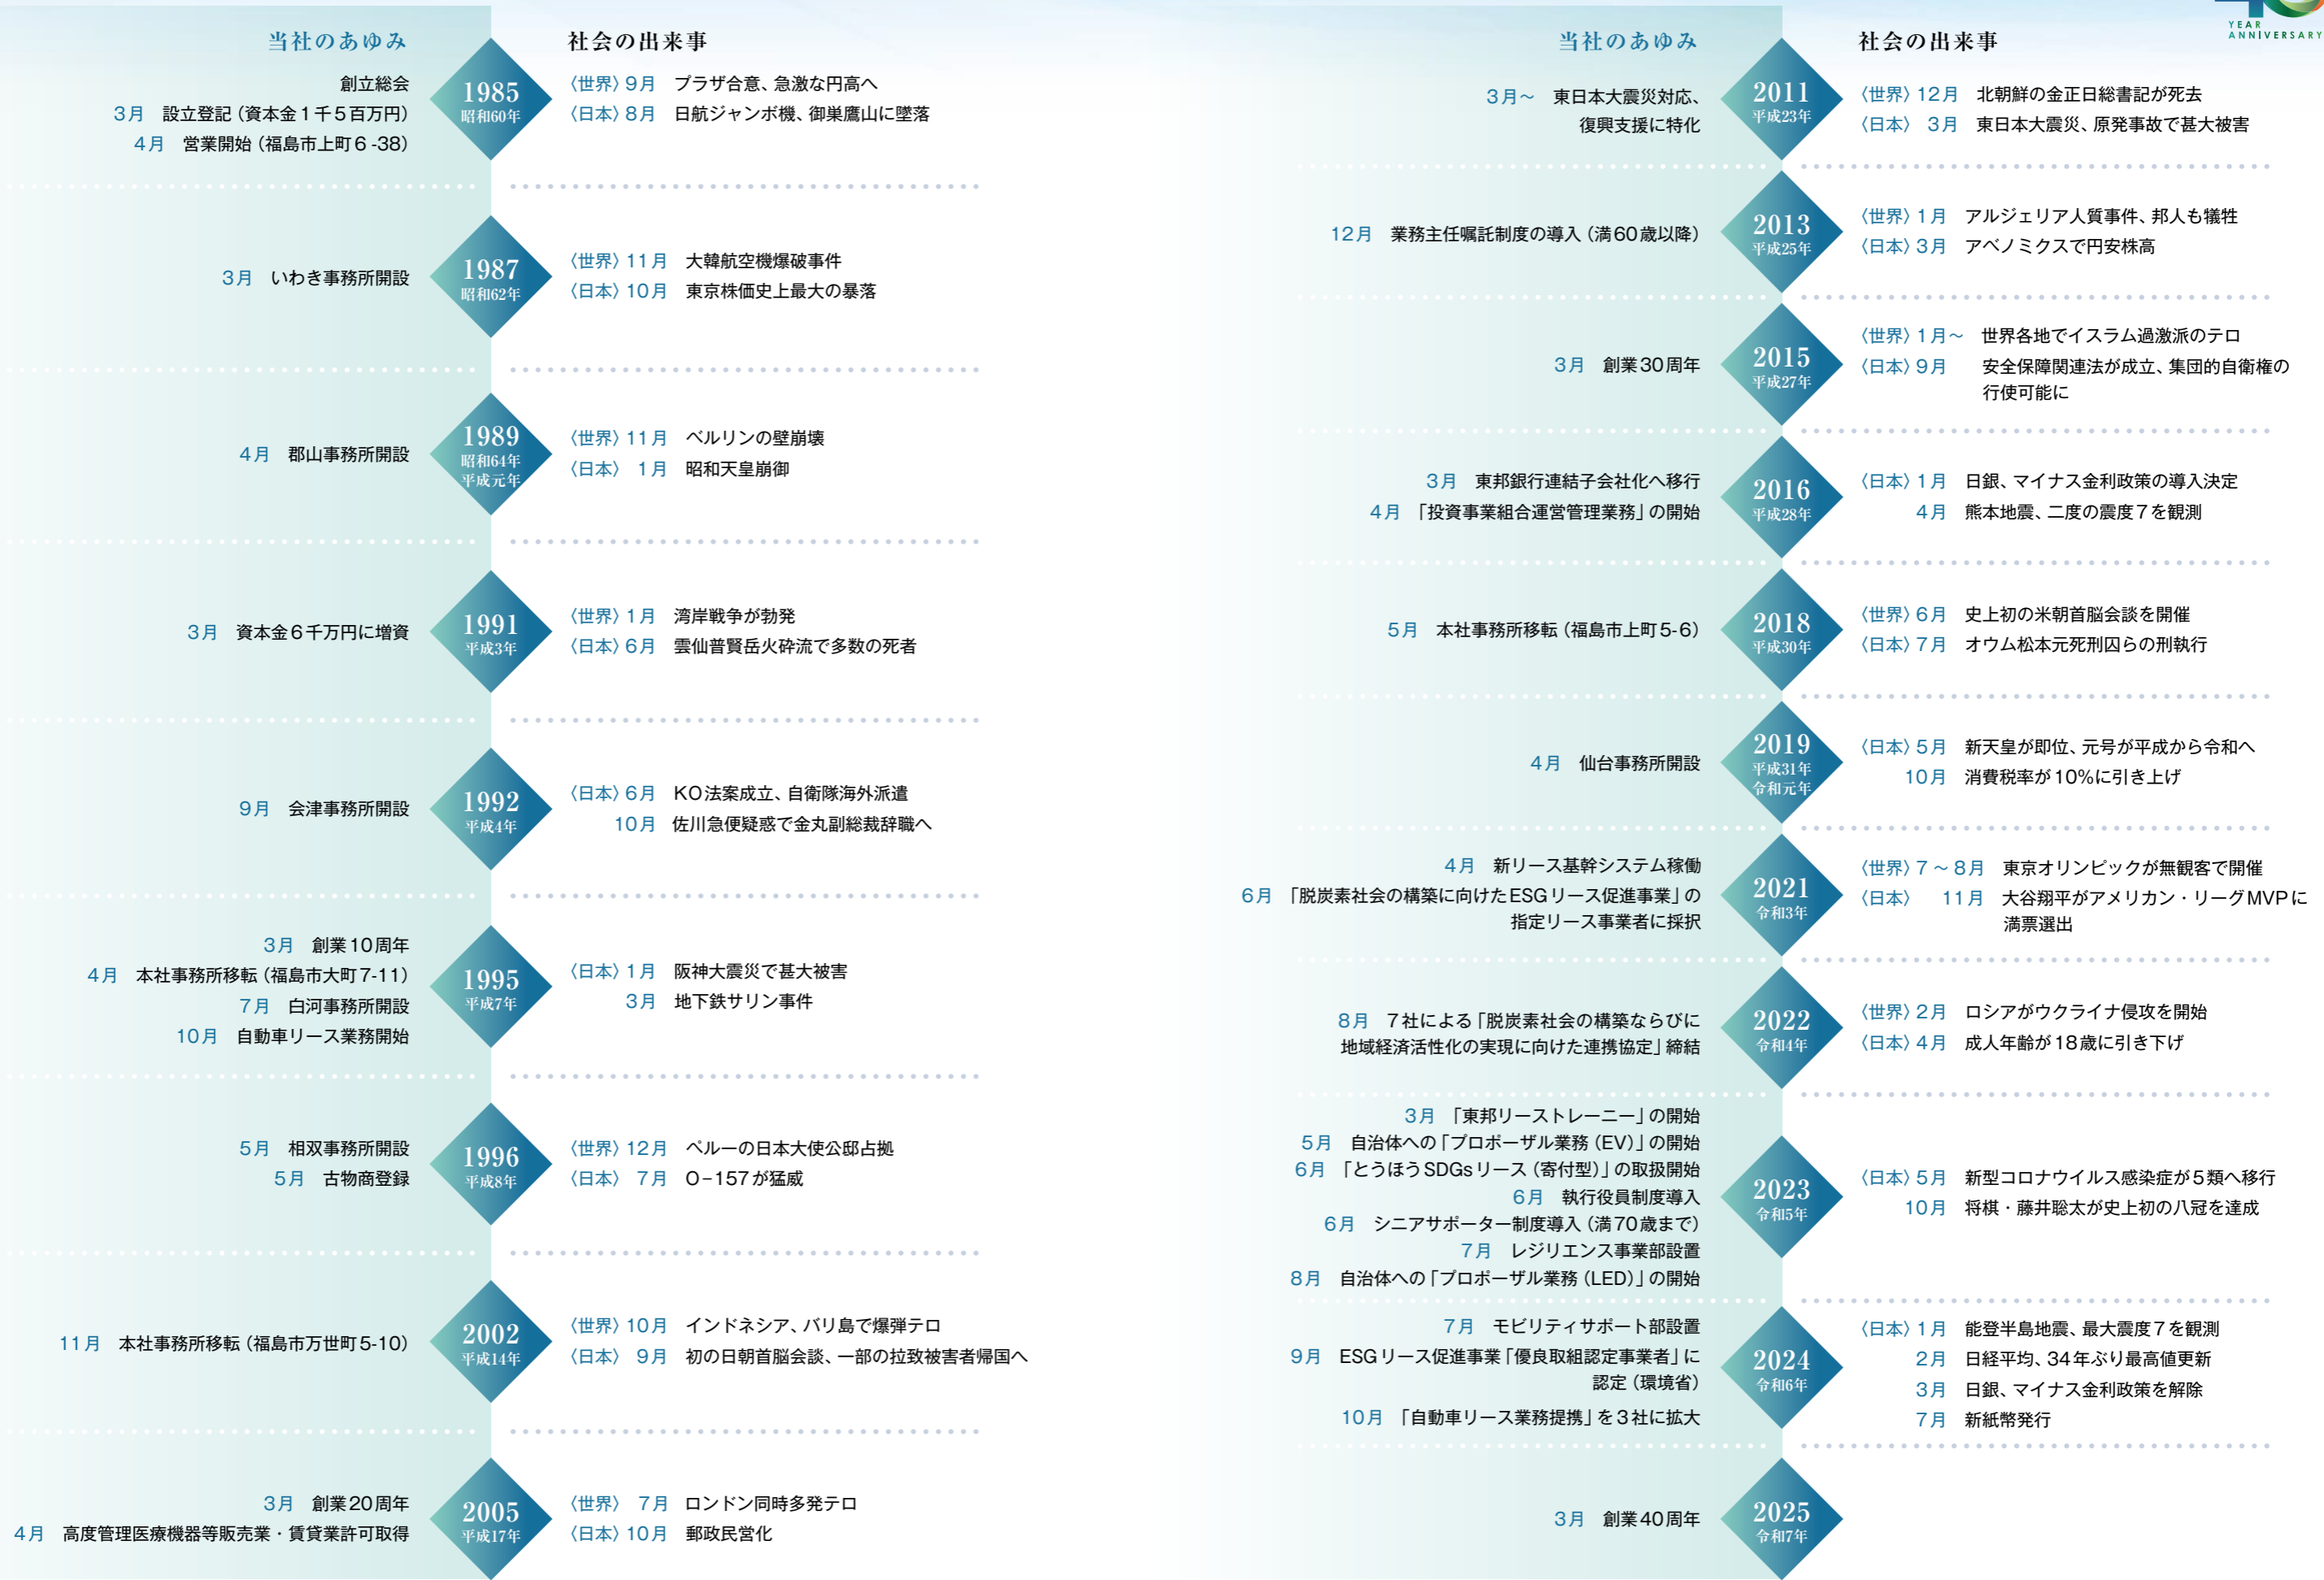 当社のあゆみ
社会の出来事
創立総会
3月 設立登記（資本金1千5百万円）
4月 営業開始（福島市上町6-38）
1985
昭和60年
〈世界〉9月 プラザ合意、急激な円高へ
〈日本〉8月 日航ジャンボ機、御巣鷹山に墜落
3月 いわき事務所開設
1987
昭和62年
〈世界〉11月 大韓航空機爆破事件
〈日本〉10月 東京株価史上最大の暴落
4月 郡山事務所開設
1989
昭和64年
平成元年
〈世界〉11月 ベルリンの壁崩壊
〈日本〉 1月 昭和天皇崩御
3月 資本金6千万円に増資
1991
平成3年
〈世界〉1月 湾岸戦争が勃発
〈日本〉6月 雲仙普賢岳火砕流で多数の死者
9月 会津事務所開設
1992
平成4年
〈日本〉6月 KO法案成立、自衛隊海外派遣
10月 佐川急便疑惑で金丸副総裁辞職へ
3月 創業10周年
4月 本社事務所移転（福島市大町7-11）
7月 白河事務所開設
10月 自動車リース業務開始
1995
平成7年
〈日本〉1月 阪神大震災で甚大被害
3月 地下鉄サリン事件
5月 相双事務所開設
5月 古物商登録
1996
平成8年
〈世界〉12月 ペルーの日本大使公邸占拠
〈日本〉 7月 O−157が猛威
11月 本社事務所移転（福島市万世町5-10）
2002
平成14年
〈世界〉10月 インドネシア、バリ島で爆弾テロ
〈日本〉 9月 初の日朝首脳会談、一部の拉致被害者帰国へ
3月 創業20周年
4月 高度管理医療機器等販売業・賃貸業許可取得
2005
平成17年
〈世界〉 7月 ロンドン同時多発テロ
〈日本〉10月 郵政民営化
YEAR
ANNIVERSARY
当社のあゆみ
社会の出来事
3月～ 東日本大震災対応、
復興支援に特化
2011
平成23年
〈世界〉12月 北朝鮮の金正日総書記が死去
〈日本〉 3月 東日本大震災、原発事故で甚大被害
12月 業務主任嘱託制度の導入（満60歳以降）
2013
平成25年
〈世界〉1月 アルジェリア人質事件、邦人も犠牲
〈日本〉3月 アベノミクスで円安株高
3月 創業30周年
2015
平成27年
〈世界〉1月～ 世界各地でイスラム過激派のテロ
〈日本〉9月 安全保障関連法が成立、集団的自衛権の
行使可能に
3月 東邦銀行連結子会社化へ移行
4月 「投資事業組合運営管理業務」の開始
2016
平成28年
〈日本〉1月 日銀、マイナス金利政策の導入決定
4月 熊本地震、二度の震度7を観測
5月 本社事務所移転（福島市上町5-6）
2018
平成30年
〈世界〉6月 史上初の米朝首脳会談を開催
〈日本〉7月 オウム松本元死刑囚らの刑執行
4月 仙台事務所開設
2019
平成31年
令和元年
〈日本〉5月 新天皇が即位、元号が平成から令和へ
10月 消費税率が10%に引き上げ
4月 新リース基幹システム稼働
6月 「脱炭素社会の構築に向けたESGリース促進事業」の
指定リース事業者に採択
2021
令和3年
〈世界〉7～8月 東京オリンピックが無観客で開催
〈日本〉 11月 大谷翔平がアメリカン・リーグMVPに
満票選出
8月 7社による「脱炭素社会の構築ならびに
地域経済活性化の実現に向けた連携協定」締結
2022
令和4年
〈世界〉2月 ロシアがウクライナ侵攻を開始
〈日本〉4月 成人年齢が18歳に引き下げ
3月 「東邦リーストレーニー」の開始
5月 自治体への「プロポーザル業務（EV）」の開始
6月 「とうほうSDGsリース（寄付型）」の取扱開始
6月 執行役員制度導入
6月 シニアサポーター制度導入（満70歳まで）
7月 レジリエンス事業部設置
8月 自治体への「プロポーザル業務（LED）」の開始
2023
令和5年
〈日本〉5月 新型コロナウイルス感染症が5類へ移行
10月 将棋・藤井聡太が史上初の八冠を達成
7月 モビリティサポート部設置
9月 ESGリース促進事業「優良取組認定事業者」に
認定（環境省）
10月 「自動車リース業務提携」を3社に拡大
2024
令和6年
〈日本〉1月 能登半島地震、最大震度7を観測
2月 日経平均、34年ぶり最高値更新
3月 日銀、マイナス金利政策を解除
7月 新紙幣発行
3月 創業40周年
2025
令和7年